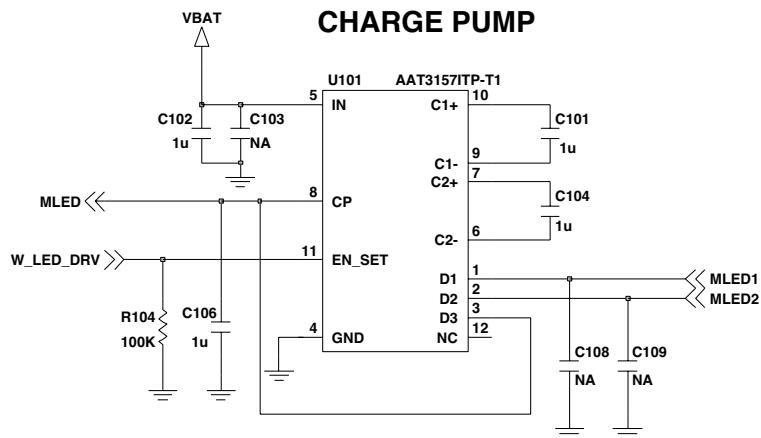 CHARGE PUMP
VBAT
U101 AAT3157ITP-T1
5 IN C1+ 10
C102 1u
C103 NA
C101 1u
C1- 9
C2+ 7
MLED 8 CP
C104 1u
C2- 6
W_LED_DRV 11 EN_SET
D1 1 MLED1
D2 2 MLED2
D3 3
R104 100K
C106 1u
4 GND NC 12
C108 NA
C109 NA